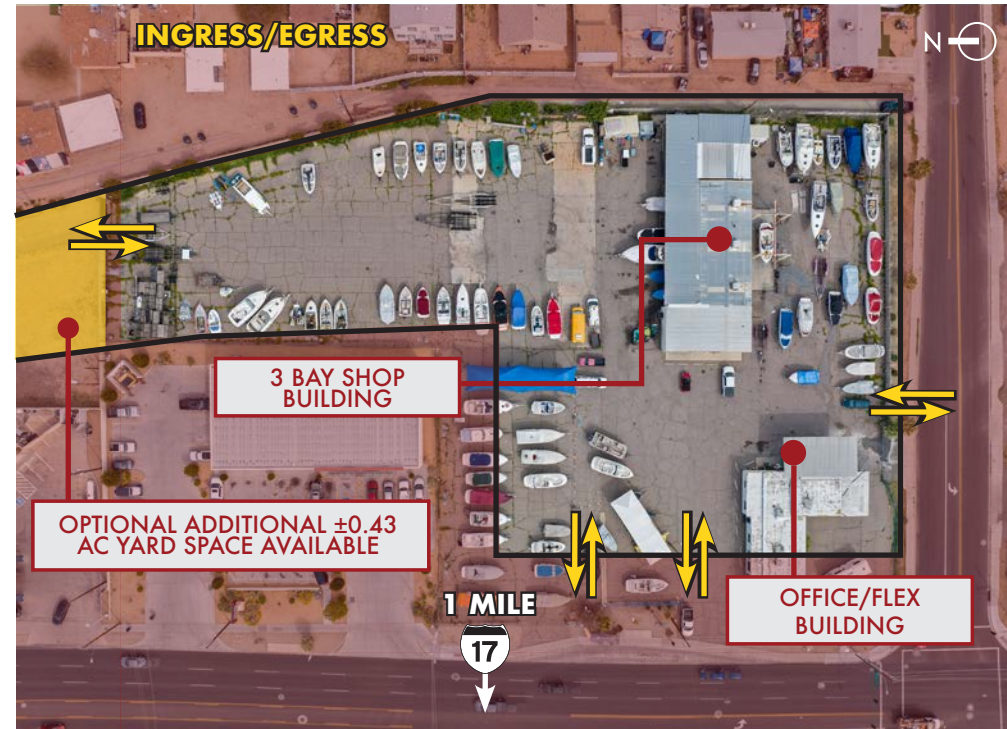 INGRESS/EGRESS
N
3 BAY SHOP
BUILDING
OPTIONAL ADDITIONAL ±0.43
AC YARD SPACE AVAILABLE
OFFICE/FLEX
BUILDING
1 MILE
17